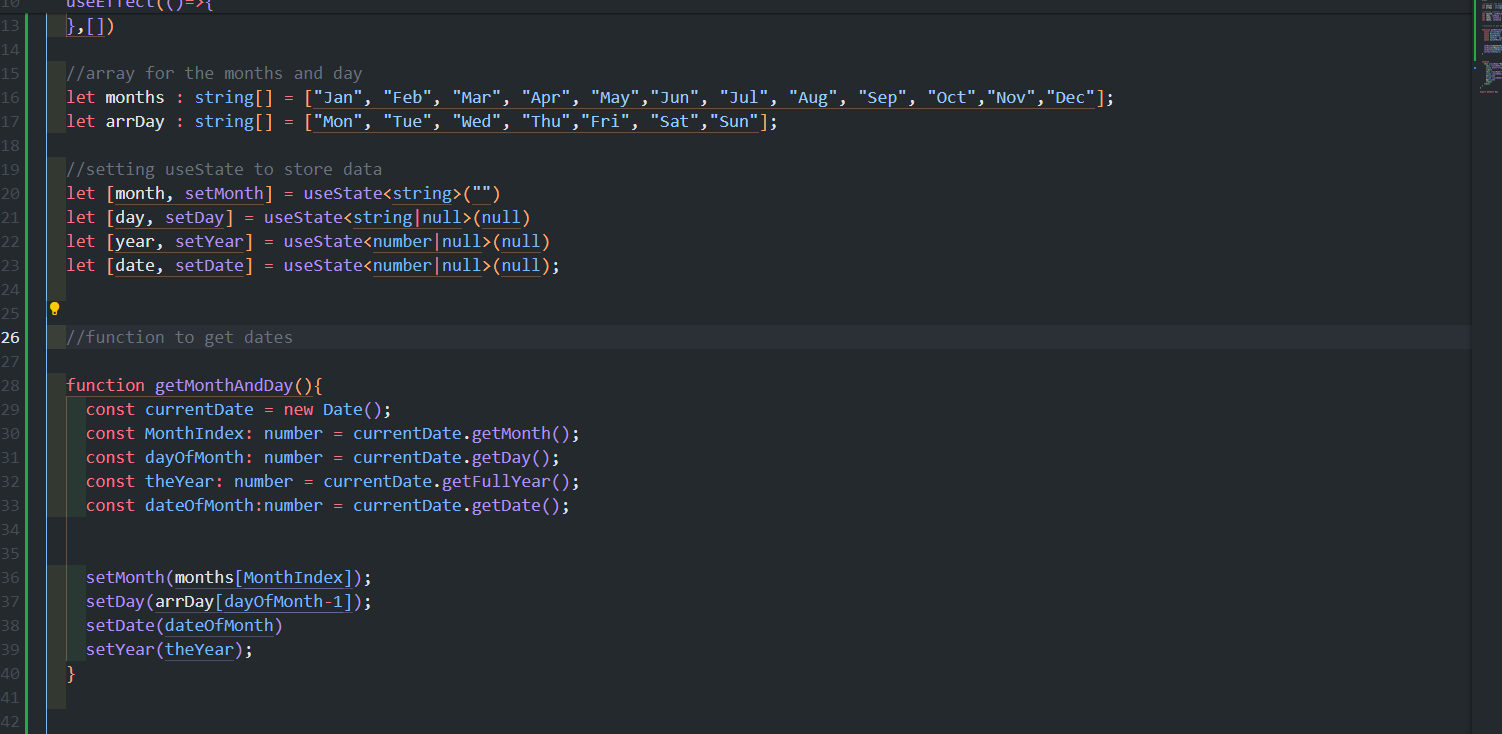 10 useEffect(()=>{
13 },[])
14
15 //array for the months and day
16 let months : string[] = ["Jan", "Feb", "Mar", "Apr", "May","Jun", "Jul", "Aug", "Sep", "Oct","Nov","Dec"];
17 let arrDay : string[] = ["Mon", "Tue", "Wed", "Thu","Fri", "Sat","Sun"];
18
19 //setting useState to store data
20 let [month, setMonth] = useState<string>("")
21 let [day, setDay] = useState<string|null>(null)
22 let [year, setYear] = useState<number|null>(null)
23 let [date, setDate] = useState<number|null>(null);
24
25
26 //function to get dates
27
28 function getMonthAndDay(){
29 const currentDate = new Date();
30 const MonthIndex: number = currentDate.getMonth();
31 const dayOfMonth: number = currentDate.getDay();
32 const theYear: number = currentDate.getFullYear();
33 const dateOfMonth:number = currentDate.getDate();
34
35
36 setMonth(months[MonthIndex]);
37 setDay(arrDay[dayOfMonth-1]);
38 setDate(dateOfMonth)
39 setYear(theYear);
40 }
41
42